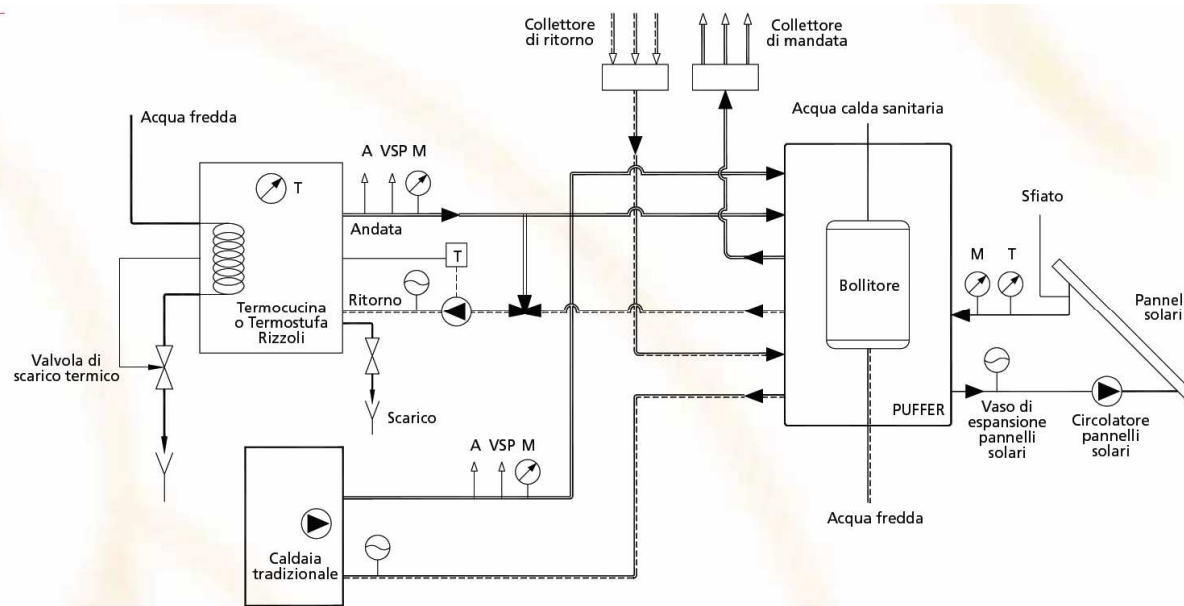 Collettore
di ritorno
Collettore
di mandata
Acqua fredda
Acqua calda sanitaria
A VSP M
T
Sfiato
Andata
T
M T
Bollitore
Ritorno
Pannelli
solari
Termocucina
o Termostufa
Rizzoli
Valvola di
scarico termico
Scarico
PUFFER
Vaso di
espansione
pannelli
solari
Circolatore
pannelli
solari
A VSP M
Acqua fredda
Caldaia
tradizionale